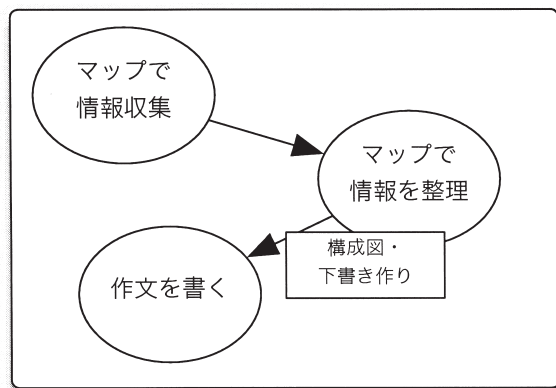 マップで
情報収集
マップで
情報を整理
構成図・
下書き作り
作文を書く